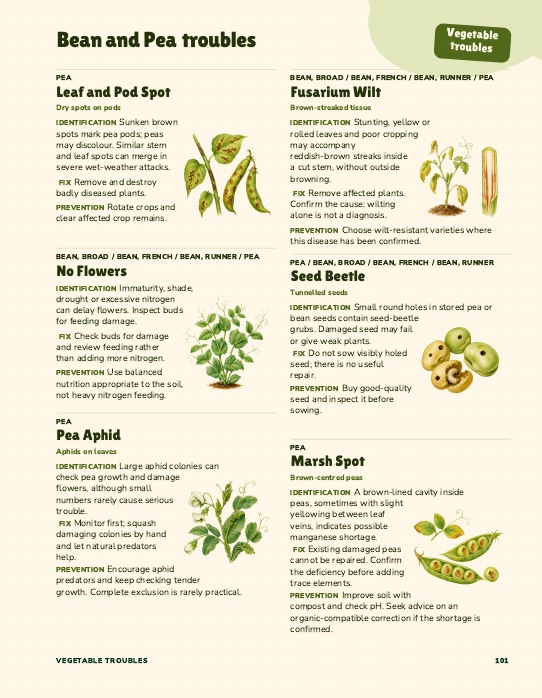 Bean and Pea troubles
Vegetable
troubles
PEA
Leaf and Pod Spot
Dry spots on pods
IDENTIFICATION Sunken brown
spots mark pea pods; peas
may discolour. Similar stem
and leaf spots can merge in
severe wet-weather attacks.
FIX Remove and destroy
badly diseased plants.
PREVENTION Rotate crops and
clear affected crop remains.
BEAN, BROAD / BEAN, FRENCH / BEAN, RUNNER / PEA
No Flowers
IDENTIFICATION Immaturity, shade,
drought or excessive nitrogen
can delay flowers. Inspect buds
for feeding damage.
FIX Check buds for damage
and review feeding rather
than adding more nitrogen.
PREVENTION Use balanced
nutrition appropriate to the soil,
not heavy nitrogen feeding.
PEA
Pea Aphid
Aphids on leaves
IDENTIFICATION Large aphid colonies can
check pea growth and damage
flowers, although small
numbers rarely cause serious
trouble.
FIX Monitor first; squash
damaging colonies by hand
and let natural predators
help.
PREVENTION Encourage aphid
predators and keep checking tender
growth. Complete exclusion is rarely practical.
BEAN, BROAD / BEAN, FRENCH / BEAN, RUNNER / PEA
Fusarium Wilt
Brown-streaked tissue
IDENTIFICATION Stunting, yellow or
rolled leaves and poor cropping
may accompany
reddish-brown streaks inside
a cut stem, without outside
browning.
FIX Remove affected plants.
Confirm the cause: wilting
alone is not a diagnosis.
PREVENTION Choose wilt-resistant varieties where
this disease has been confirmed.
PEA / BEAN, BROAD / BEAN, FRENCH / BEAN, RUNNER
Seed Beetle
Tunnelled seeds
IDENTIFICATION Small round holes in stored pea or
bean seeds contain seed-beetle
grubs. Damaged seed may fail
or give weak plants.
FIX Do not sow visibly holed
seed; there is no useful
repair.
PREVENTION Buy good-quality
seed and inspect it before
sowing.
PEA
Marsh Spot
Brown-centred peas
IDENTIFICATION A brown-lined cavity inside
peas, sometimes with slight
yellowing between leaf
veins, indicates possible
manganese shortage.
FIX Existing damaged peas
cannot be repaired. Confirm
the deficiency before adding
trace elements.
PREVENTION Improve soil with
compost and check pH. Seek advice on an
organic-compatible correction if the shortage is
confirmed.
VEGETABLE TROUBLES
101